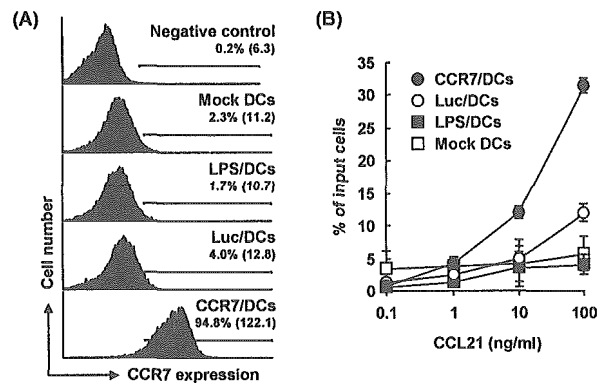 (A)
Negative control
0.2% (6.3)
Mock DCs
2.3% (11.2)
LPS/DCs
1.7% (10.7)
Luc/DCs
4.0% (12.8)
CCR7/DCs
94.8% (122.1)
Cell number
CCR7 expression
(B)
35
30
25
20
15
10
5
0
% of input cells
CCR7/DCs
Luc/DCs
LPS/DCs
Mock DCs
0.1
1
10
100
CCL21 (ng/ml)